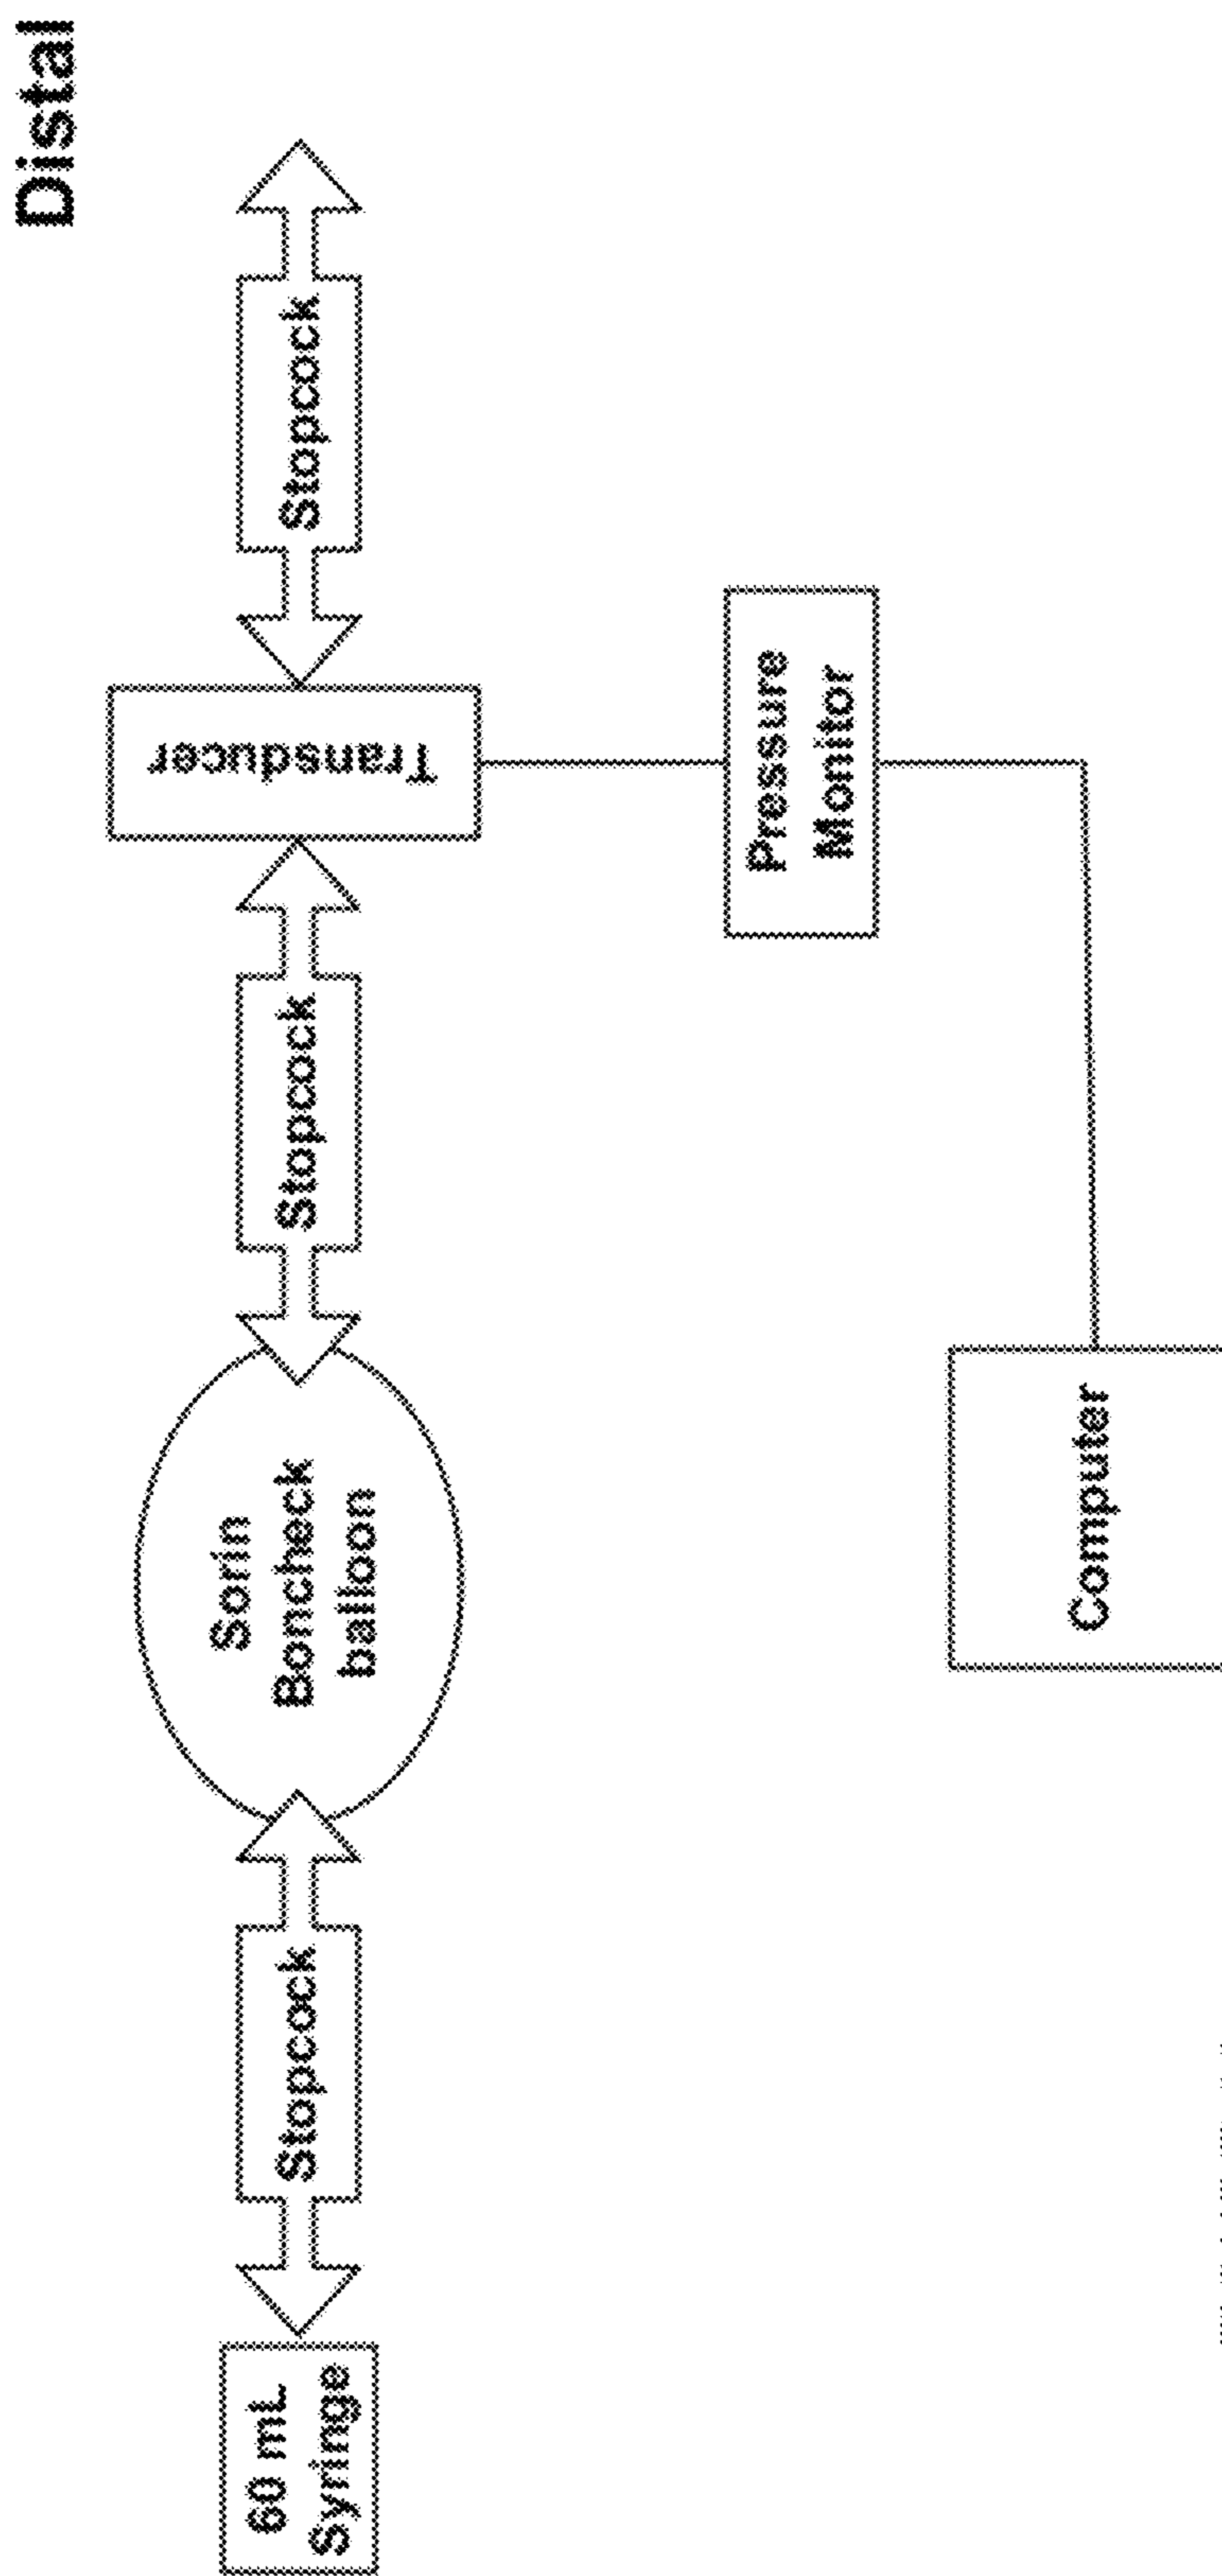 Distal
60 mL
Syringe
Stopcock
Sorin
Boncheck
balloon
Stopcock
Transducer
Stopcock
Pressure
Monitor
Computer